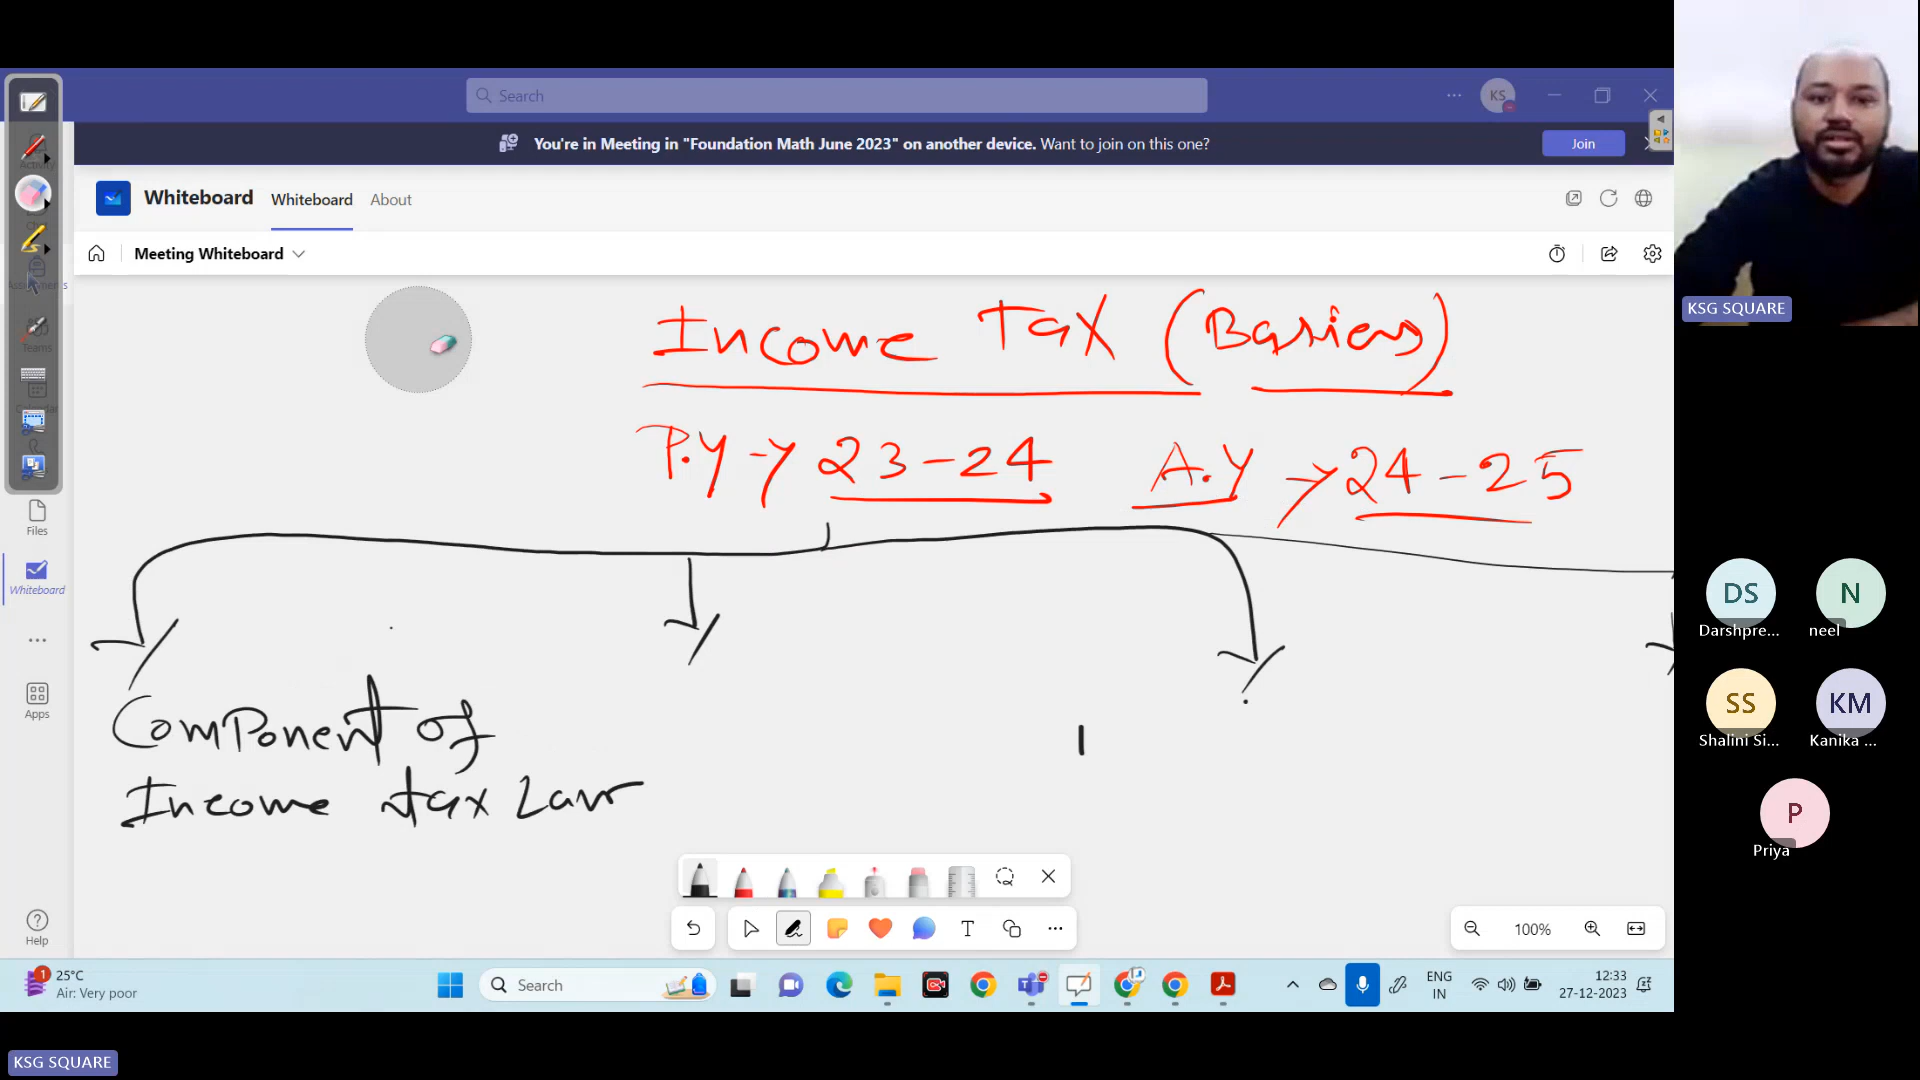 Search
KS
You're in Meeting in "Foundation Math June 2023" on another device. Want to join on this one?
Join
Whiteboard
Whiteboard
About
Meeting Whiteboard
KSG SQUARE
Income Tax (Basics)
P.Y → 23-24
A.Y → 24-25
Component of
Income tax Law
Teams
Files
Whiteboard
Apps
Help
100%
DS
Darshpre...
N
neel
SS
Shalini Si...
KM
Kanika ...
P
Priya
1
25°C
Air: Very poor
Search
ENG
IN
12:33
27-12-2023
KSG SQUARE